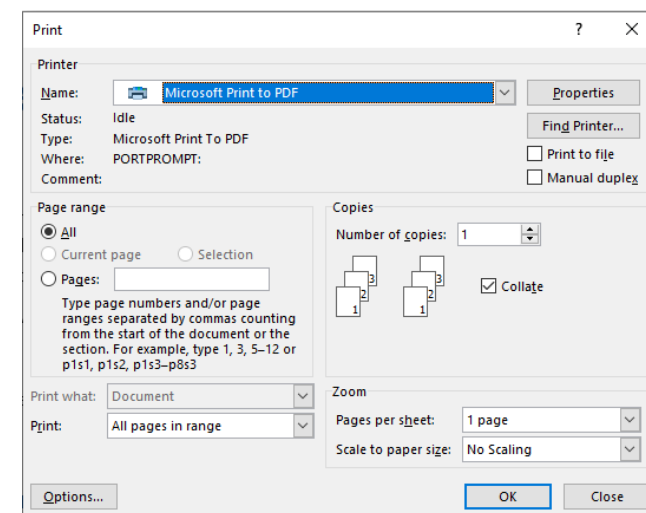 Print ? ×
Printer
Name: Microsoft Print to PDF
Properties
Status: Idle
Find Printer...
Type: Microsoft Print To PDF
Where: PORTPROMPT:
Print to file
Comment:
Manual duplex
Page range
All
Current page Selection
Pages:
Type page numbers and/or page
ranges separated by commas counting
from the start of the document or the
section. For example, type 1, 3, 5–12 or
p1s1, p1s2, p1s3–p8s3
Copies
Number of copies: 1
3 3
2 2
1 1
Collate
Print what: Document
Print: All pages in range
Zoom
Pages per sheet: 1 page
Scale to paper size: No Scaling
Options...
OK
Close